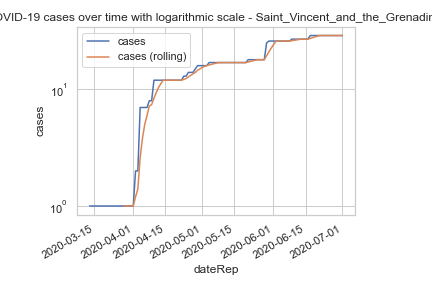 OVID-19 cases over time with logarithmic scale - Saint_Vincent_and_the_Grenadin
cases
cases (rolling)
10¹
10⁰
cases
2020-03-15
2020-04-01
2020-04-15
2020-05-01
2020-05-15
2020-06-01
2020-06-15
2020-07-01
dateRep